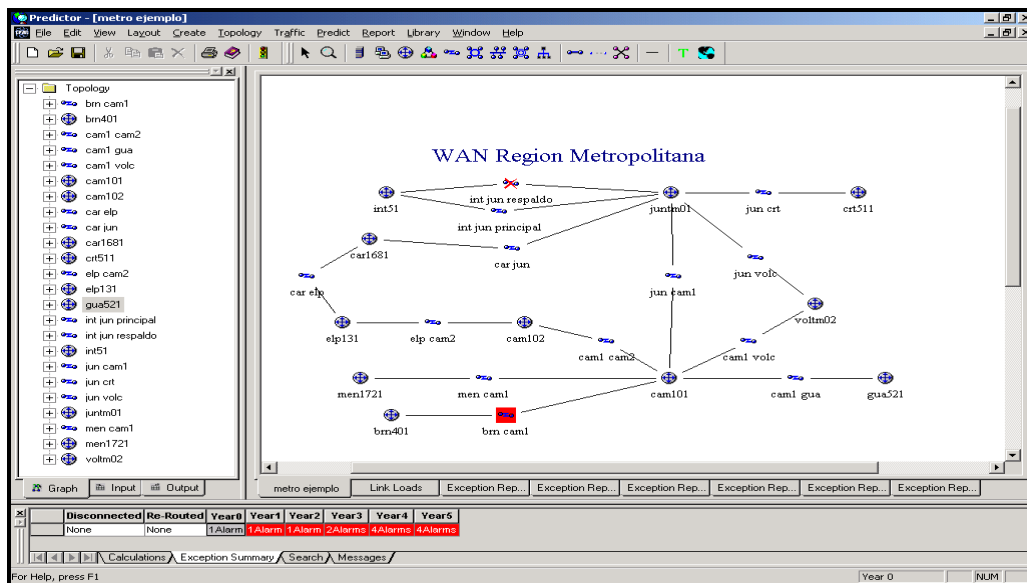 Predictor - [metro ejemplo]
File Edit View Layout Create Topology Traffic Predict Report Library Window Help
T
Topology
brn cam1
brn401
cam1 cam2
cam1 gua
cam1 volc
cam101
cam102
car elp
car jun
car1681
crt511
elp cam2
elp131
gua521
int jun principal
int jun respaldo
int51
jun cam1
jun crt
jun volc
juntm01
men cam1
men1721
voltm02
Graph Input Output
WAN Region Metropolitana
int51
int jun respaldo
juntm01
jun crt
crt511
int jun principal
car1681
car jun
jun volc
car elp
jun cam1
voltm02
elp131
elp cam2
cam102
cam1 cam2
cam1 volc
men1721
men cam1
cam101
cam1 gua
gua521
brn401
brn cam1
metro ejemplo Link Loads Exception Rep... Exception Rep... Exception Rep... Exception Rep... Exception Rep... Exception Rep...
Disconnected Re-Routed Year0 Year1 Year2 Year3 Year4 Year5
None None 1Alarm 1Alarm 1Alarm 2Alarms 4Alarms 4Alarms
Calculations Exception Summary Search Messages
For Help, press F1 Year 0 NUM